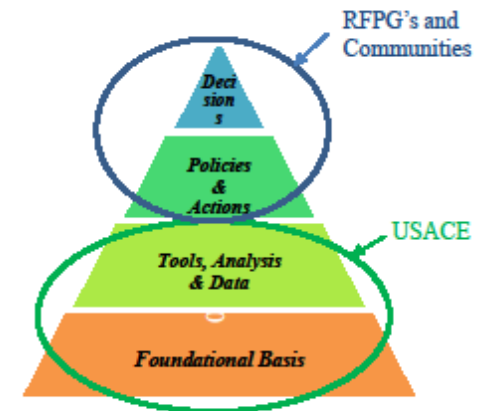 RFPG's and
Communities
Deci
sion
s
Policies
&
Actions
USACE
Tools, Analysis
& Data
Foundational Basis